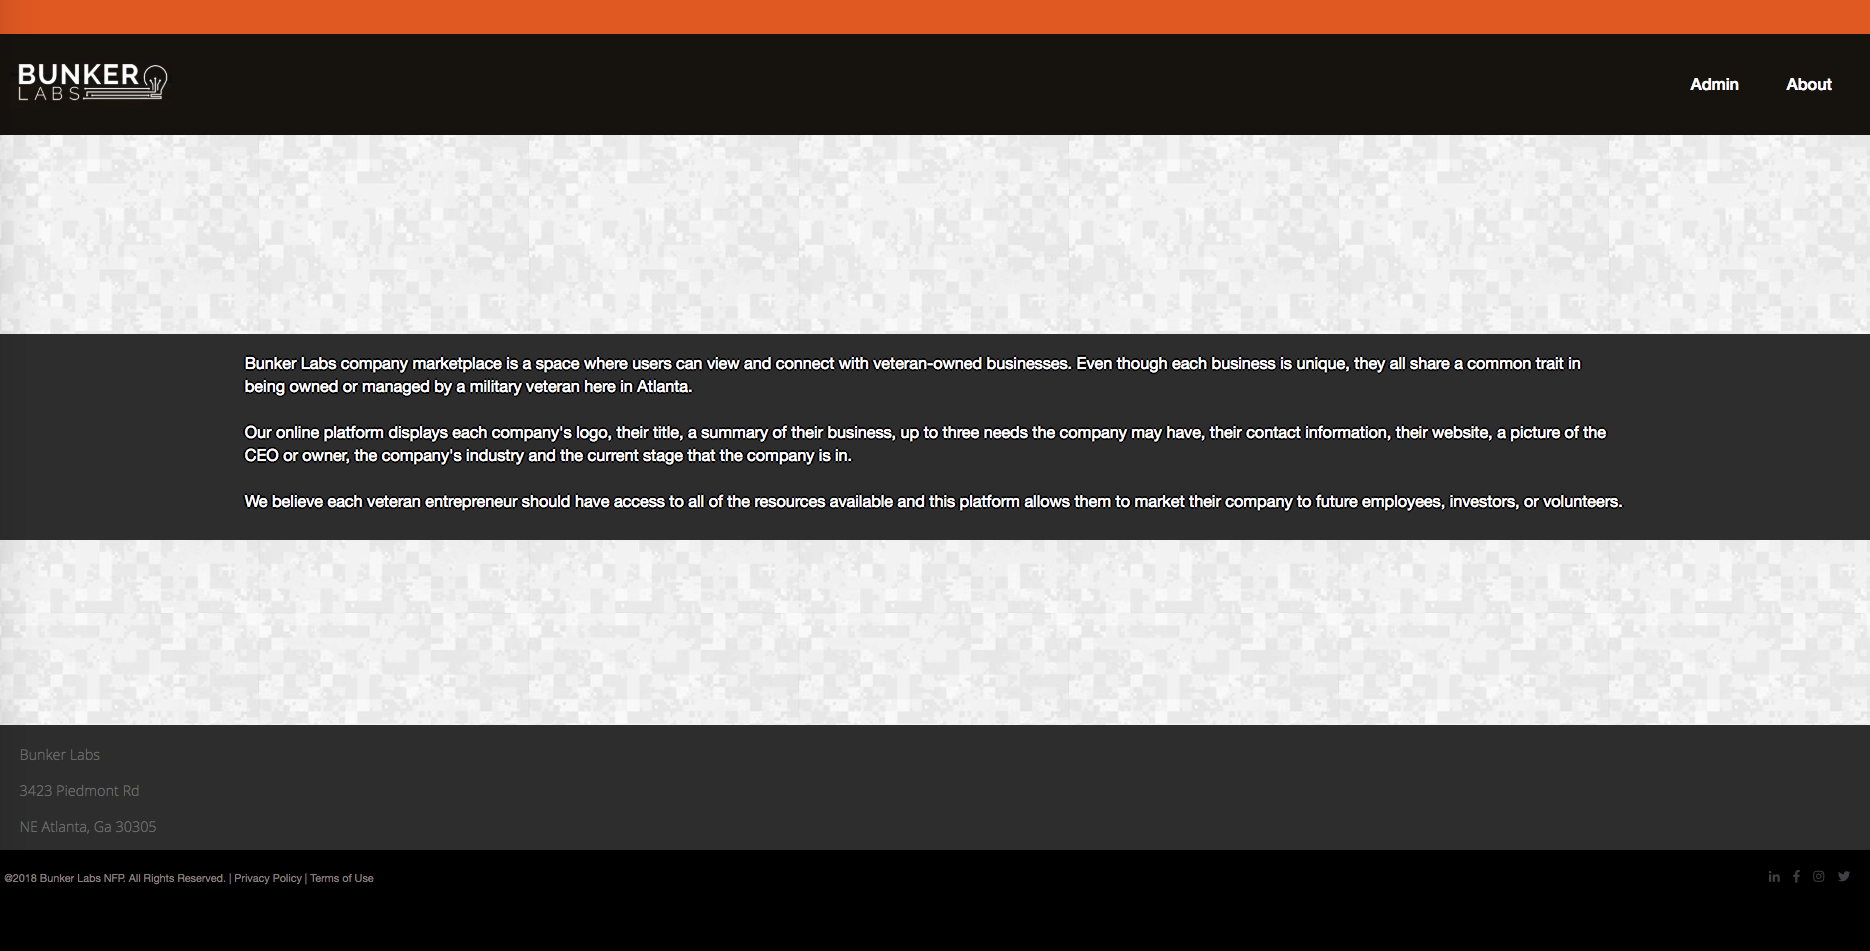 BUNKER
LABS
Admin About
Bunker Labs company marketplace is a space where users can view and connect with veteran-owned businesses. Even though each business is unique, they all share a common trait in
being owned or managed by a military veteran here in Atlanta.
Our online platform displays each company's logo, their title, a summary of their business, up to three needs the company may have, their contact information, their website, a picture of the
CEO or owner, the company's industry and the current stage that the company is in.
We believe each veteran entrepreneur should have access to all of the resources available and this platform allows them to market their company to future employees, investors, or volunteers.
Bunker Labs
3423 Piedmont Rd
NE Atlanta, Ga 30305
@2018 Bunker Labs NFP. All Rights Reserved. | Privacy Policy | Terms of Use